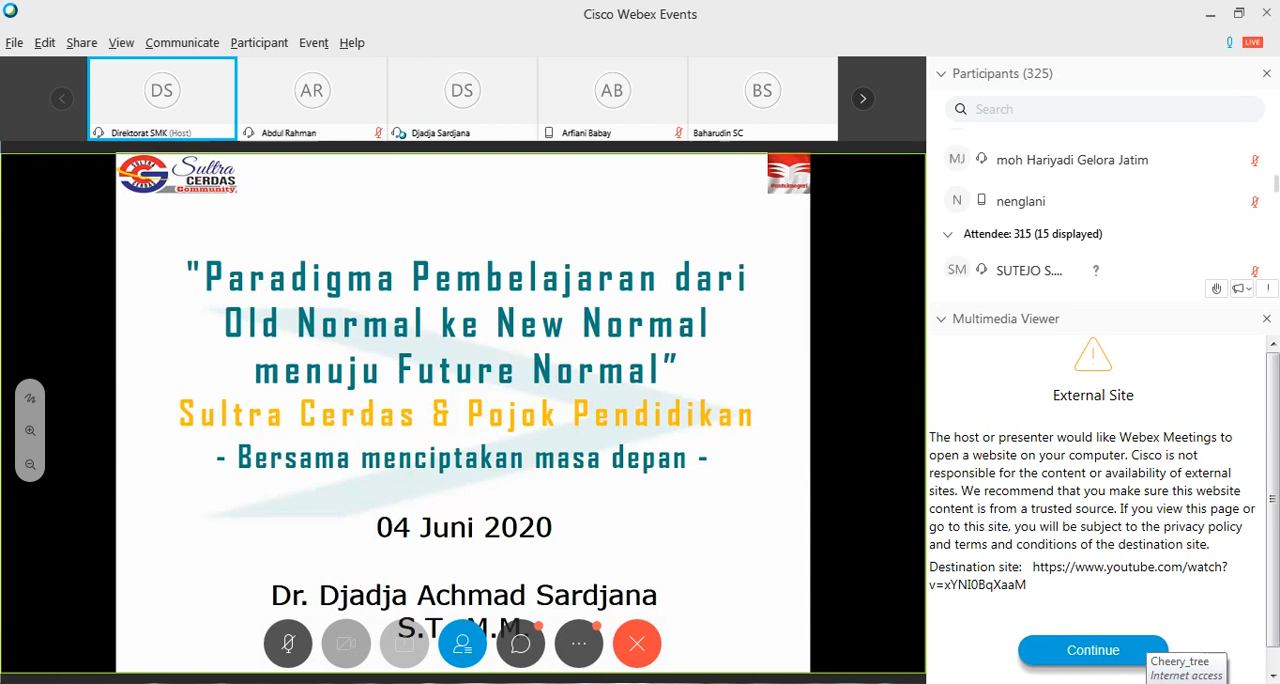 Cisco Webex Events
File Edit Share View Communicate Participant Event Help
LIVE
DS
Direktorat SMK (Host)
AR
Abdul Rahman
DS
Djadja Sardjana
AB
Arfiani Babay
BS
Baharudin SC
SULTRA
CERDAS
Sultra
CERDAS
Community
"Paradigma Pembelajaran dari
Old Normal ke New Normal
menuju Future Normal”
Sultra Cerdas & Pojok Pendidikan
- Bersama menciptakan masa depan -
04 Juni 2020
Dr. Djadja Achmad Sardjana
S.T., M.M.
Participants (325)
Search
MJ moh Hariyadi Gelora Jatim
N nenglani
Attendee: 315 (15 displayed)
SM SUTEJO S.... ?
Multimedia Viewer
External Site
The host or presenter would like Webex Meetings to
open a website on your computer. Cisco is not
responsible for the content or availability of external
sites. We recommend that you make sure this website
content is from a trusted source. If you view this page or
go to this site, you will be subject to the privacy policy
and terms and conditions of the destination site.
Destination site: https://www.youtube.com/watch?
v=xYNI0BqXaaM
Continue
Cheery_tree
Internet access